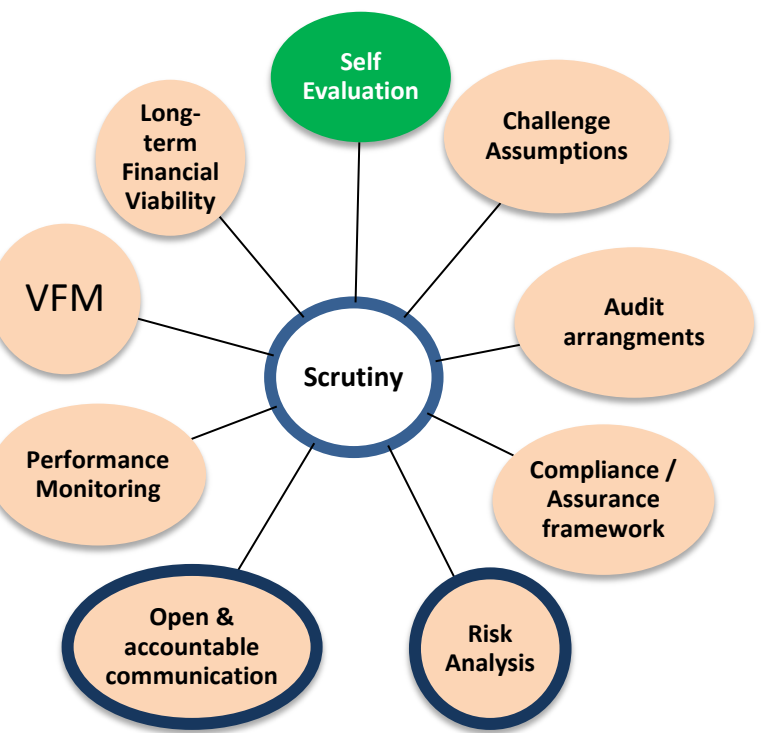 Self
Evaluation
Challenge
Assumptions
Audit
arrangments
Compliance /
Assurance
framework
Risk
Analysis
Open &
accountable
communication
Performance
Monitoring
VFM
Long-
term
Financial
Viability
Scrutiny